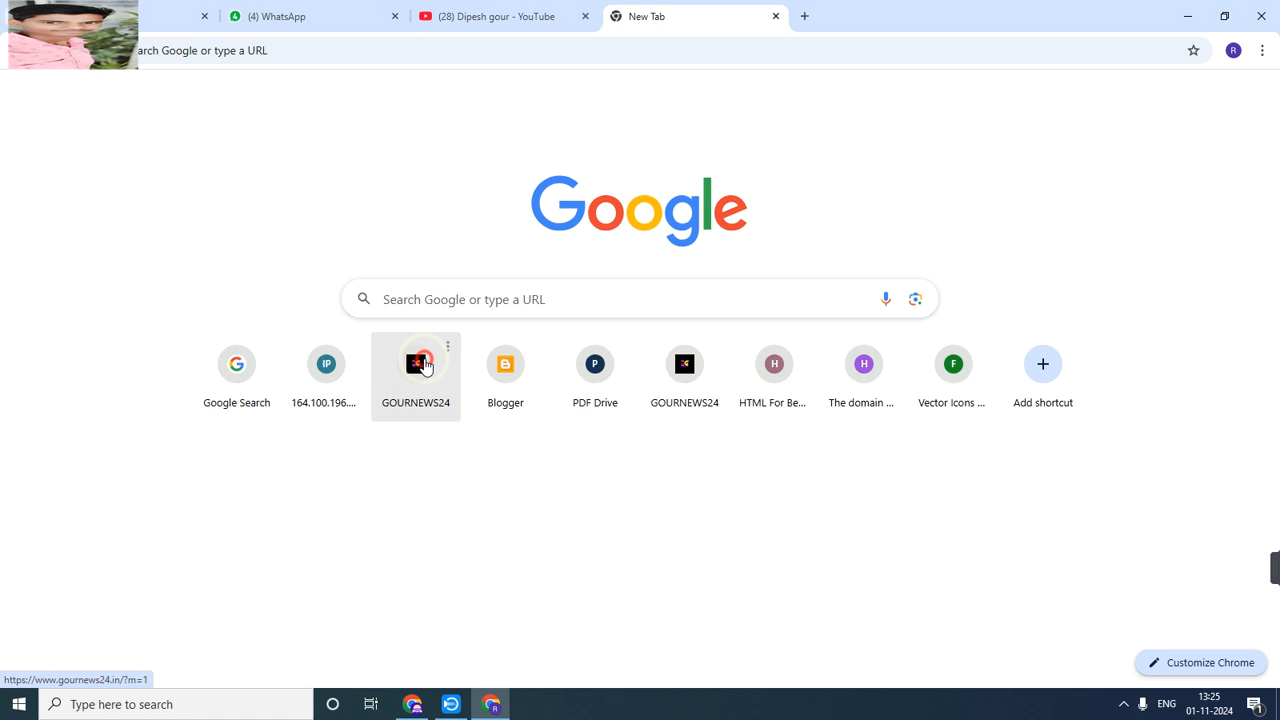 (4) WhatsApp
Dipesh gour - YouTube
New Tab
arch Google or type a URL
R
Google
Search Google or type a URL
IP
P
H
H
F
Google Search
164.100.196....
GOURNEWS24
Blogger
PDF Drive
GOURNEWS24
HTML For Be...
The domain ...
Vector Icons ...
Add shortcut
Customize Chrome
https://www.gournews24.in/?m=1
Type here to search
ENG
13:25
01-11-2024